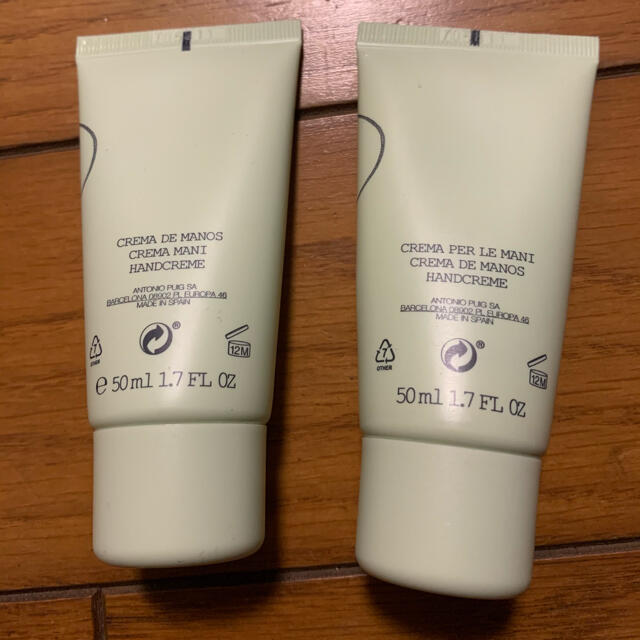 CREMA DE MANOS
CREMA MANI
HANDCREME
ANTONIO PUIG SA
BARCELONA 08902 PL EUROPA 46
MADE IN SPAIN
7
®
12M
e 50 ml 1.7 FL OZ
CREMA PER LE MANI
CREMA DE MANOS
HANDCREME
ANTONIO PUIG SA
BARCELONA 08902 PL EUROPA 46
MADE IN SPAIN
7
OTHER
®
12M
50 ml 1.7 FL OZ